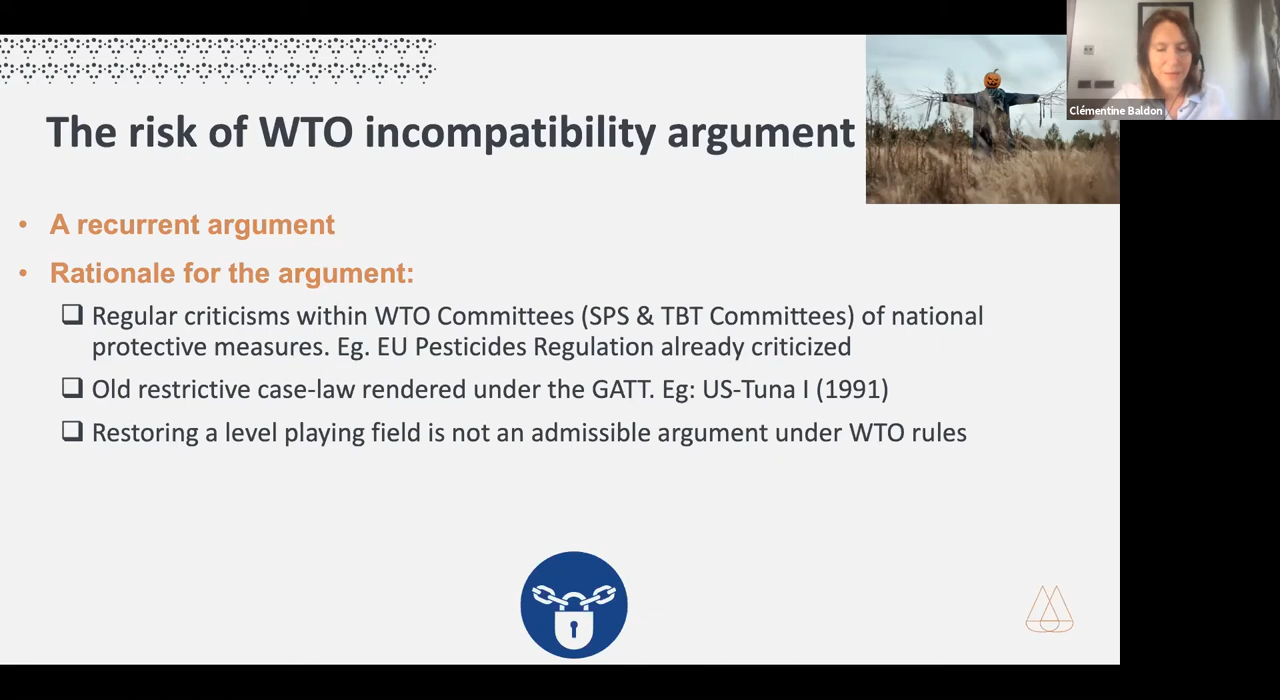 Clémentine Baldon
The risk of WTO incompatibility argument
• A recurrent argument
• Rationale for the argument:
❑ Regular criticisms within WTO Committees (SPS & TBT Committees) of national
protective measures. Eg. EU Pesticides Regulation already criticized
❑ Old restrictive case-law rendered under the GATT. Eg: US-Tuna I (1991)
❑ Restoring a level playing field is not an admissible argument under WTO rules